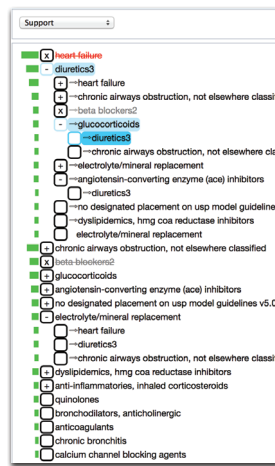 Support
x heart failure
- diuretics3
+ →heart failure
+ →chronic airways obstruction, not elsewhere clas
x →beta blockers2
- →glucocorticoids
→diuretics3
→chronic airways obstruction, not elsewhere cla
+ →electrolyte/mineral replacement
- →angiotensin-converting enzyme (ace) inhibitors
→diuretics3
→no designated placement on usp model guideline
→dyslipidemics, hmg coa reductase inhibitors
electrolyte/mineral replacement
+ chronic airways obstruction, not elsewhere classified
x beta blockers2
+ glucocorticoids
+ angiotensin-converting enzyme (ace) inhibitors
+ no designated placement on usp model guidelines v5.0
- electrolyte/mineral replacement
→heart failure
→diuretics3
→chronic airways obstruction, not elsewhere classi
+ dyslipidemics, hmg coa reductase inhibitors
+ anti-inflammatories, inhaled corticosteroids
quinolones
bronchodilators, anticholinergic
anticoagulants
chronic bronchitis
calcium channel blocking agents